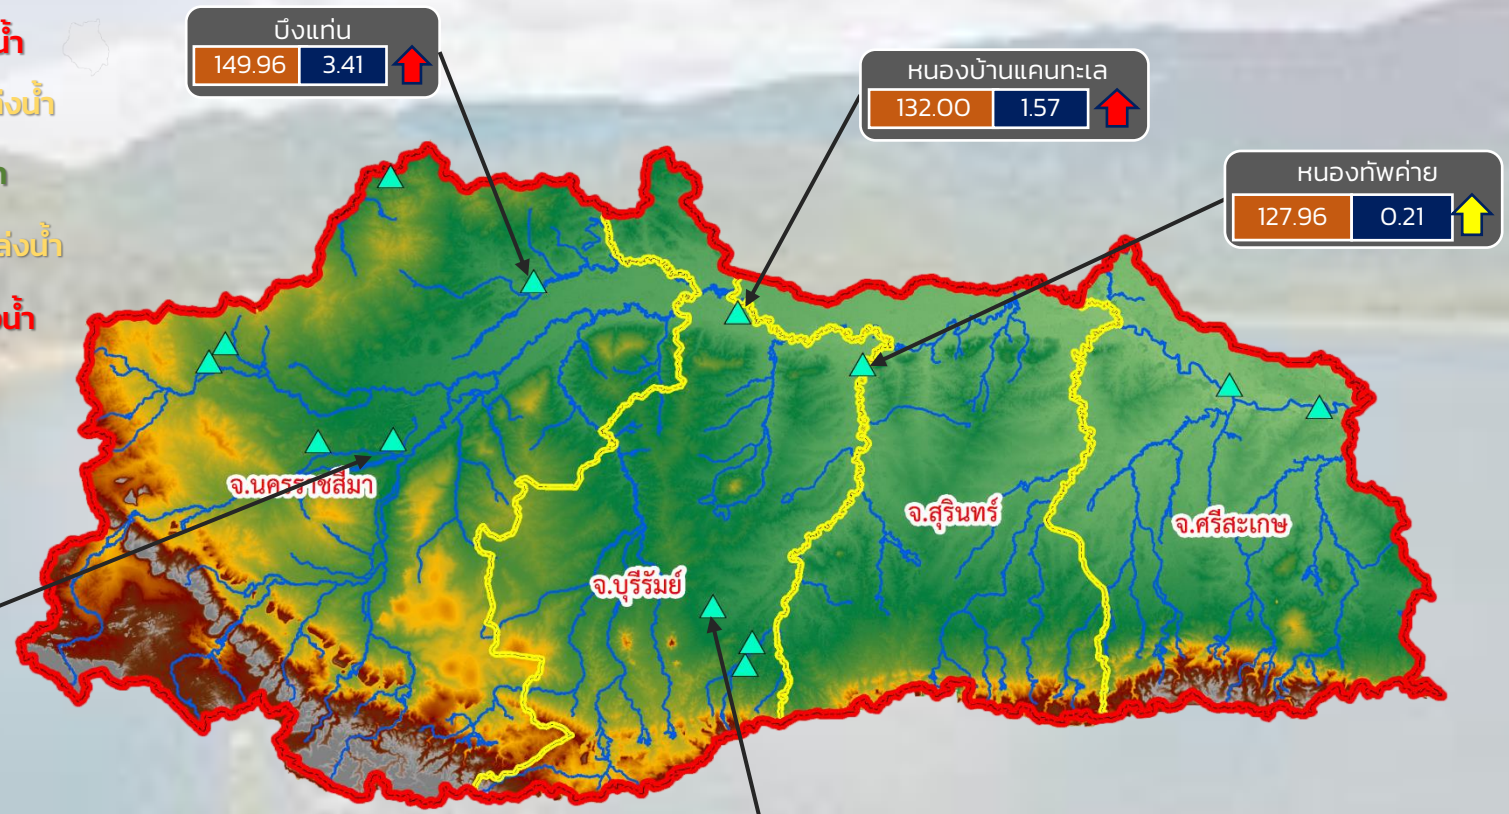 น้ำ
บึงแท่น
149.96 3.41
หนองบ้านแคนทะเล
132.00 1.57
หนองทัพค่าย
127.96 0.21
จ.นครราชสีมา
จ.บุรีรัมย์
จ.สุรินทร์
จ.ศรีสะเกษ